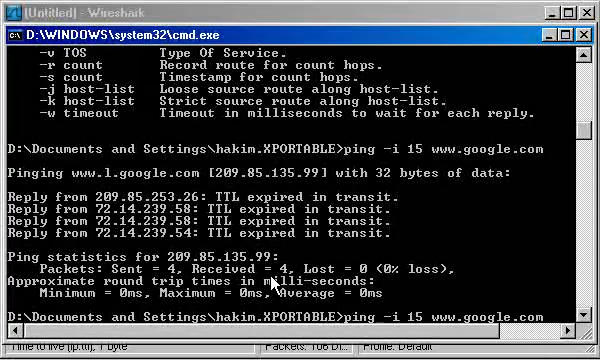 [Untitled] - Wireshark
D:\WINDOWS\system32\cmd.exe
-v TOS Type Of Service.
-r count Record route for count hops.
-s count Timestamp for count hops.
-j host-list Loose source route along host-list.
-k host-list Strict source route along host-list.
-w timeout Timeout in milliseconds to wait for each reply.
D:\Documents and Settings\hakim.XPORTABLE>ping -i 15 www.google.com
Pinging www.l.google.com [209.85.135.99] with 32 bytes of data:
Reply from 209.85.253.26: TTL expired in transit.
Reply from 72.14.239.58: TTL expired in transit.
Reply from 72.14.239.58: TTL expired in transit.
Reply from 72.14.239.54: TTL expired in transit.
Ping statistics for 209.85.135.99:
Packets: Sent = 4, Received = 4, Lost = 0 (0% loss),
Approximate round trip times in milli-seconds:
Minimum = 0ms, Maximum = 0ms, Average = 0ms
D:\Documents and Settings\hakim.XPORTABLE>ping -i 15 www.google.com
Time to live (ip.ttl), 1 byte Packets: 106 Di... Profile: Default